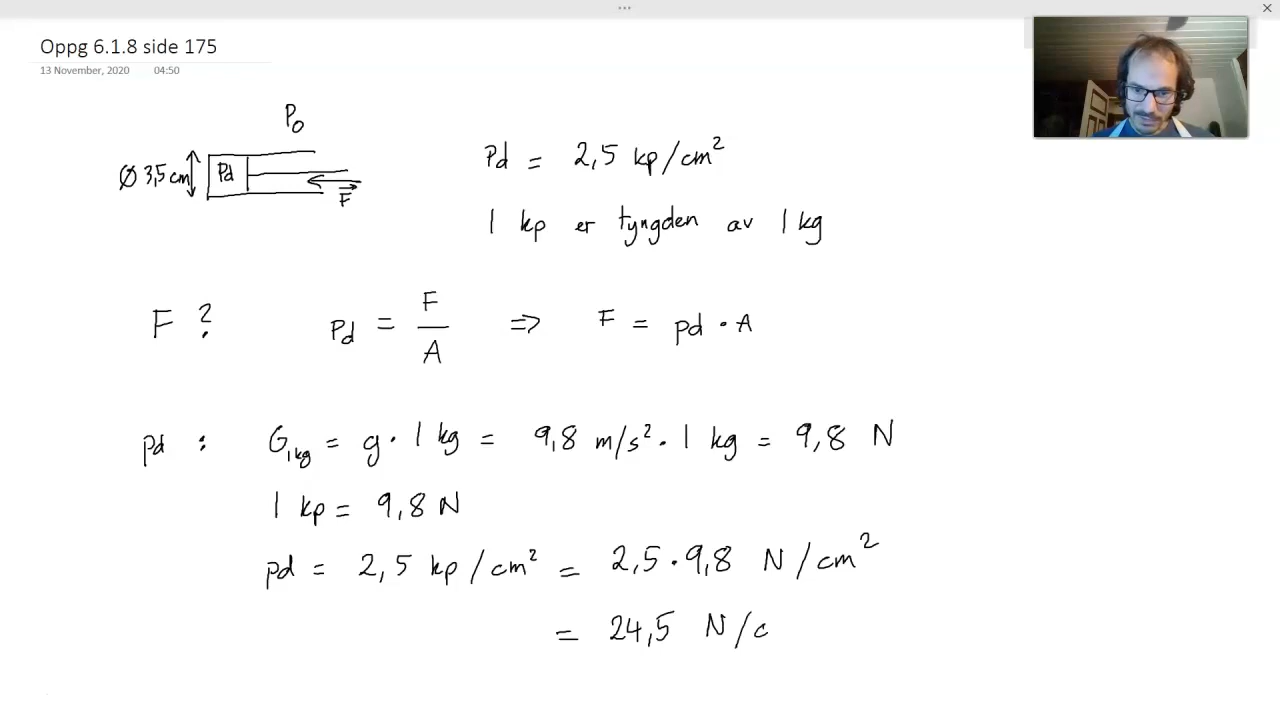 Oppg 6.1.8 side 175
13 November, 2020 04:50
P₀
Ø 3,5 cm Pd F⃗
Pd = 2,5 kp/cm²
1 kp er tyngden av 1 kg
F ? Pd = F/A => F = pd · A
pd : G₁kg = g · 1 kg = 9,8 m/s² · 1 kg = 9,8 N
1 kp = 9,8 N
pd = 2,5 kp/cm² = 2,5 · 9,8 N/cm²
= 24,5 N/c